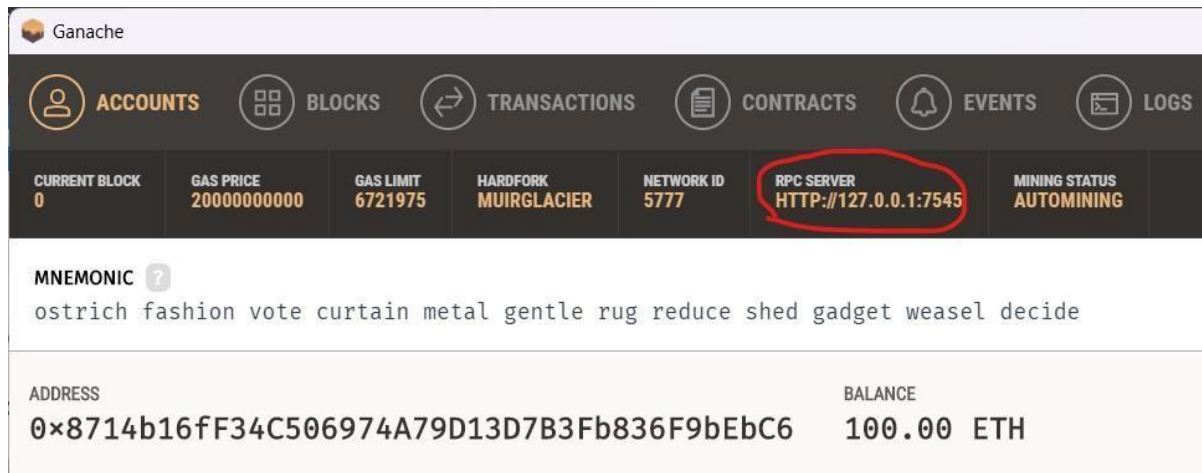 Ganache
ACCOUNTS BLOCKS TRANSACTIONS CONTRACTS EVENTS LOGS
CURRENT BLOCK GAS PRICE GAS LIMIT HARDFORK NETWORK ID RPC SERVER MINING STATUS
0 20000000000 6721975 MUIRGLACIER 5777 HTTP://127.0.0.1:7545 AUTOMINING
MNEMONIC ?
ostrich fashion vote curtain metal gentle rug reduce shed gadget weasel decide
ADDRESS BALANCE
0×8714b16fF34C506974A79D13D7B3Fb836F9bEbC6 100.00 ETH